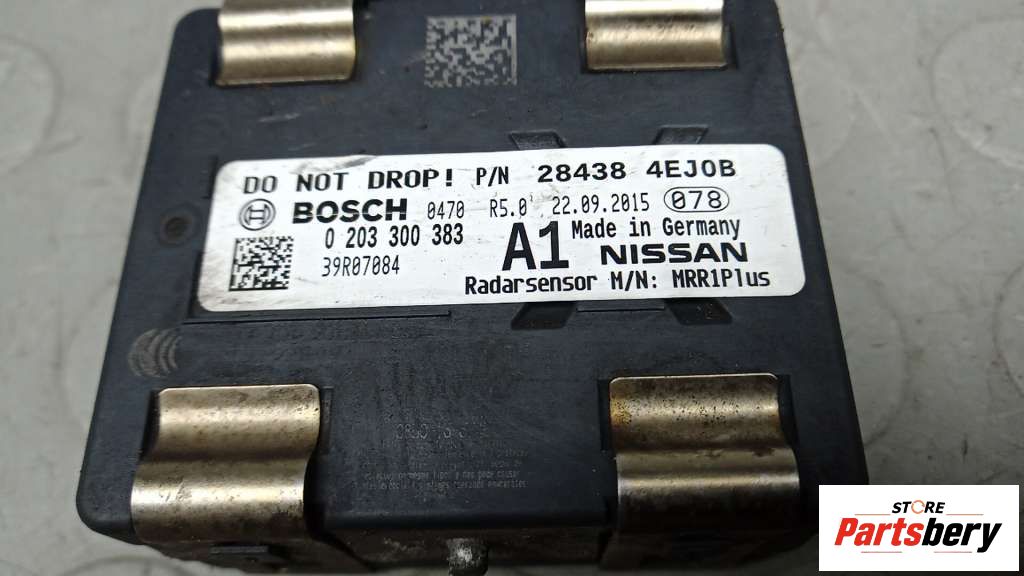 DO NOT DROP! P/N 28438 4EJ0B
BOSCH 0470 R5.0 22.09.2015 078
0 203 300 383 A1 Made in Germany
39R07084 NISSAN
Radarsensor M/N: MRR1Plus
STORE
Partsbery